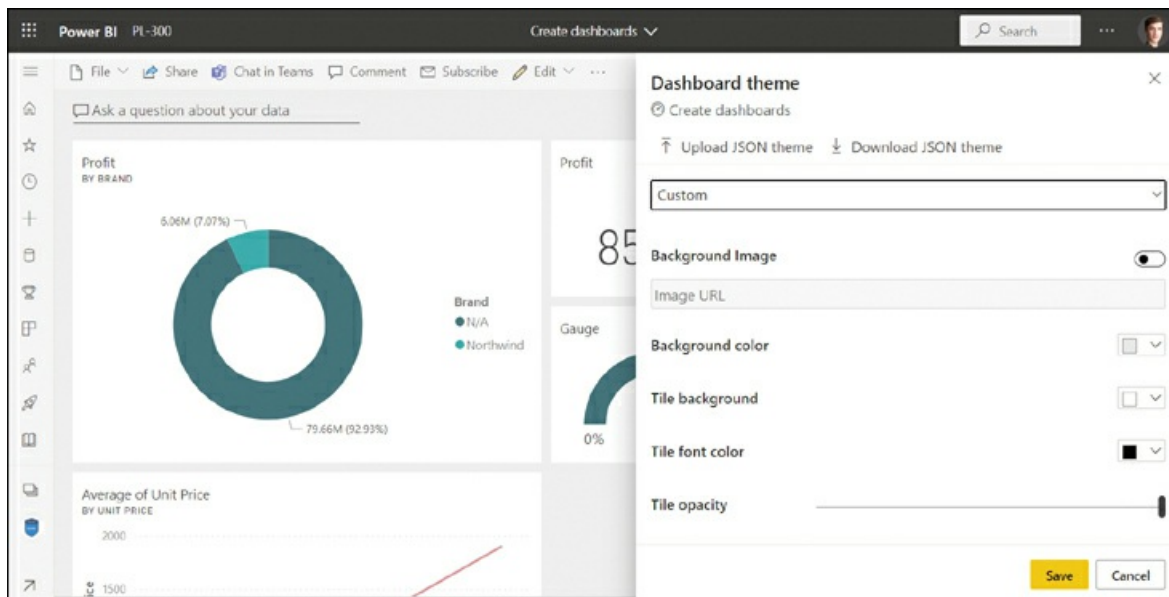 Power BI PL-300 Create dashboards Search
File Share Chat in Teams Comment Subscribe Edit
Ask a question about your data
Profit
BY BRAND
6.06M (7.07%)
Brand
N/A
Northwind
79.66M (92.93%)
Profit
85
Gauge
0%
Average of Unit Price
BY UNIT PRICE
2000
1500
Dashboard theme
Create dashboards
Upload JSON theme Download JSON theme
Custom
Background Image
Image URL
Background color
Tile background
Tile font color
Tile opacity
Save Cancel